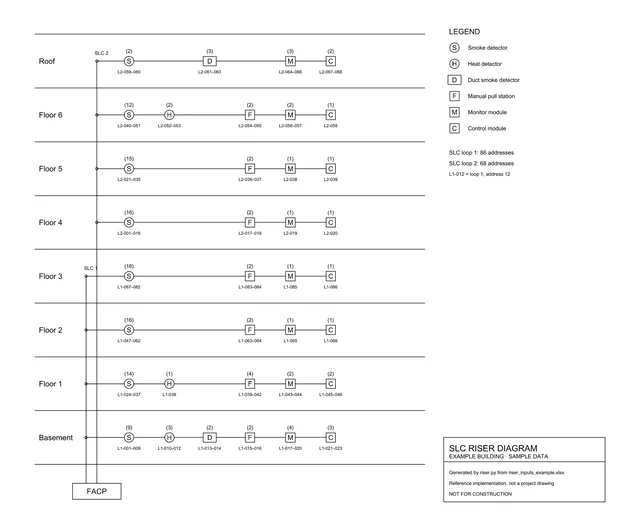 LEGEND
S Smoke detector
H Heat detector
D Duct smoke detector
F Manual pull station
M Monitor module
C Control module
SLC loop 1: 86 addresses
SLC loop 2: 68 addresses
L1-012 = loop 1, address 12
SLC 2
Roof
(2) (3) (3) (2)
S D M C
L2-059–060 L2-061–063 L2-064–066 L2-067–068
Floor 6
(12) (2) (2) (2) (1)
S H F M C
L2-040–051 L2-052–053 L2-054–055 L2-056–057 L2-058
Floor 5
(15) (2) (1) (1)
S F M C
L2-021–035 L2-036–037 L2-038 L2-039
Floor 4
(16) (2) (1) (1)
S F M C
L2-001–016 L2-017–018 L2-019 L2-020
SLC 1
Floor 3
(16) (2) (1) (1)
S F M C
L1-067–082 L1-083–084 L1-085 L1-086
Floor 2
(16) (2) (1) (1)
S F M C
L1-047–062 L1-063–064 L1-065 L1-066
Floor 1
(14) (1) (4) (2) (2)
S H F M C
L1-024–037 L1-038 L1-039–042 L1-043–044 L1-045–046
Basement
(9) (3) (2) (2) (4) (3)
S H D F M C
L1-001–009 L1-010–012 L1-013–014 L1-015–016 L1-017–020 L1-021–023
FACP
SLC RISER DIAGRAM
EXAMPLE BUILDING · SAMPLE DATA
Generated by riser.py from riser_inputs_example.xlsx
Reference implementation, not a project drawing
NOT FOR CONSTRUCTION